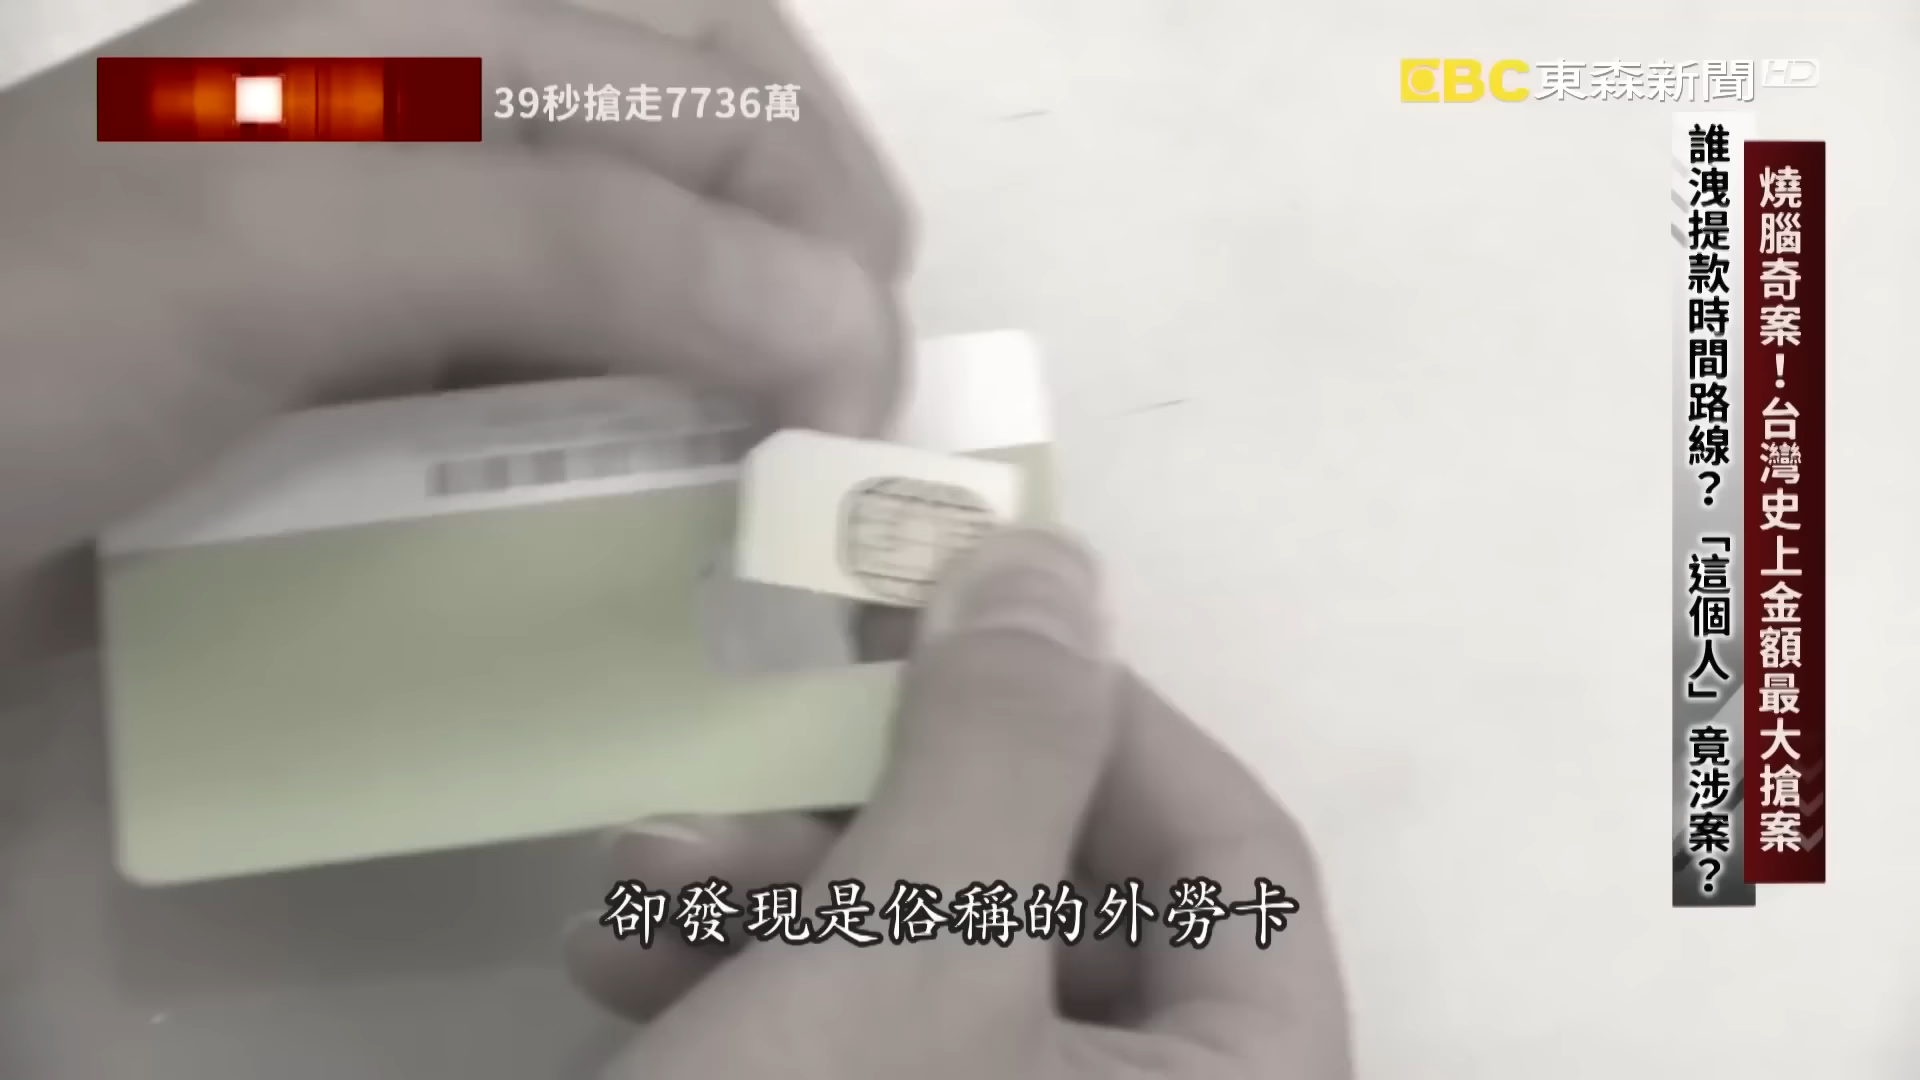 39秒搶走7736萬
EBC東森新聞HD
燒腦奇案！台灣史上金額最大搶案
誰洩提款時間路線？「這個人」竟涉案？
卻發現是俗稱的外勞卡